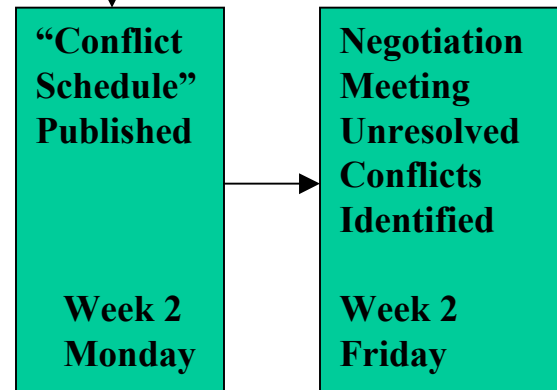 “Conflict
Schedule”
Published
Week 2
Monday
Negotiation
Meeting
Unresolved
Conflicts
Identified
Week 2
Friday